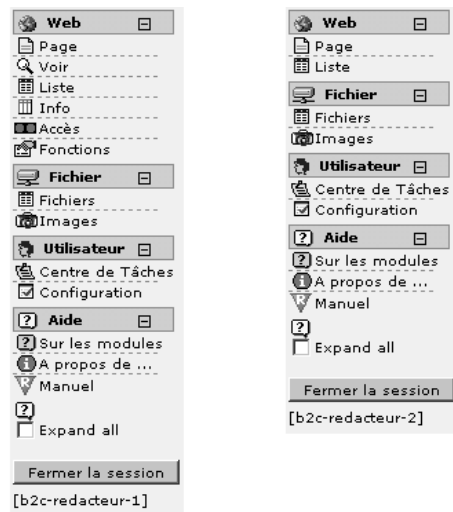 Web
Page
Voir
Liste
Info
Accès
Fonctions
Fichier
Fichiers
Images
Utilisateur
Centre de Tâches
Configuration
Aide
Sur les modules
A propos de ...
Manuel
Expand all
Fermer la session
[b2c-redacteur-1]
Web
Page
Liste
Fichier
Fichiers
Images
Utilisateur
Centre de Tâches
Configuration
Aide
Sur les modules
A propos de ...
Manuel
Expand all
Fermer la session
[b2c-redacteur-2]